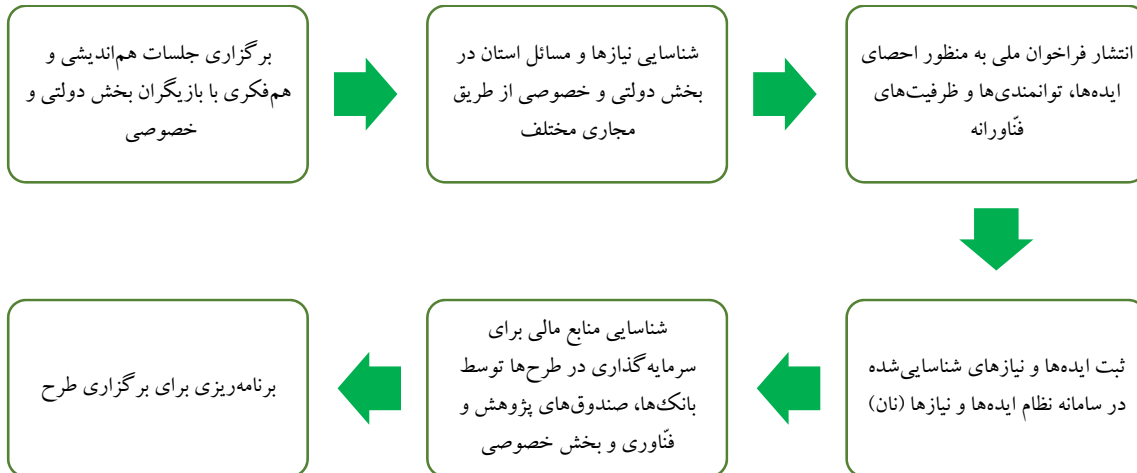 برگزاری جلسات هم‌اندیشی و
هم‌فکری با بازیگران بخش دولتی و
خصوصی
شناسایی نیازها و مسائل استان در
بخش دولتی و خصوصی از طریق
مجاری مختلف
انتشار فراخوان ملی به منظور احصای
ایده‌ها، توانمندی‌ها و ظرفیت‌های
فنّاورانه
ثبت ایده‌ها و نیازهای شناسایی‌شده
در سامانه نظام ایده‌ها و نیازها (نان)
شناسایی منابع مالی برای
سرمایه‌گذاری در طرح‌ها توسط
بانک‌ها، صندوق‌های پژوهش و
فنّاوری و بخش خصوصی
برنامه‌ریزی برای برگزاری طرح